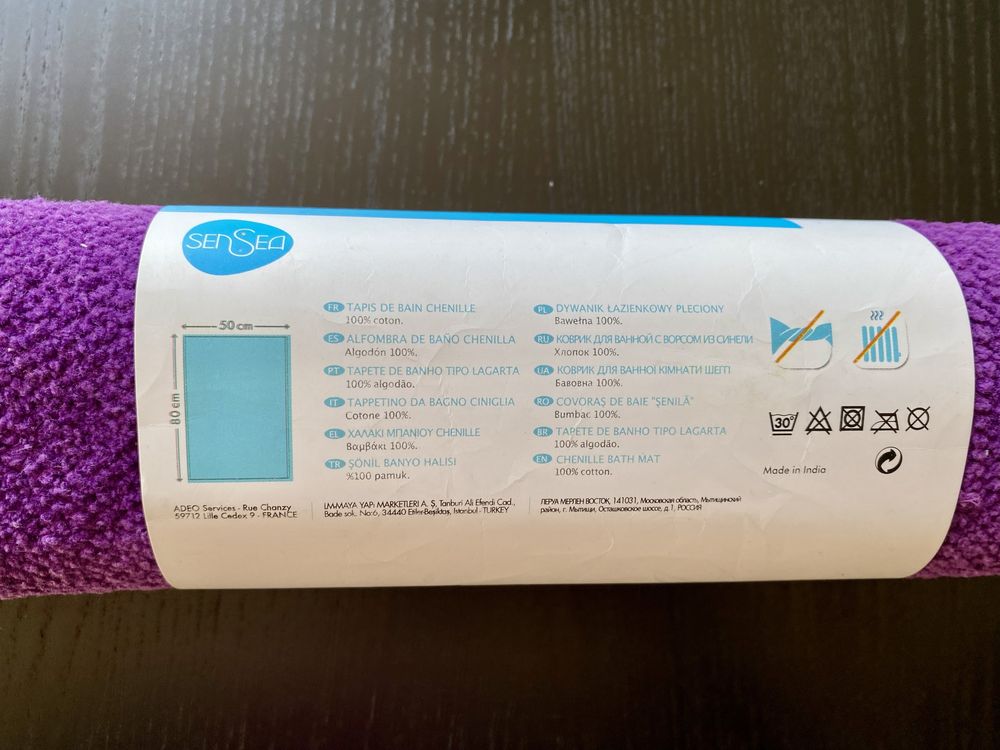 SENSEA
50 cm
80 cm
FR TAPIS DE BAIN CHENILLE
100% coton.
ES ALFOMBRA DE BAÑO CHENILLA
Algodón 100%.
PT TAPETE DE BANHO TIPO LAGARTA
100% algodão.
IT TAPPETINO DA BAGNO CINIGLIA
Cotone 100%.
EL ΧΑΛΑΚΙ ΜΠΑΝΙΟΥ CHENILLE
Βαμβάκι 100%.
TR ŞÖNİL BANYO HALISI
%100 pamuk.
PL DYWANIK ŁAZIENKOWY PLECIONY
Bawełna 100%.
RU КОВРИК ДЛЯ ВАННОЙ С ВОРСОМ ИЗ СИНЕЛИ
Хлопок 100%.
UA КОВРИК ДЛЯ ВАННОЇ КІМНАТИ ШЕГГІ
Бавовна 100%.
RO COVORAȘ DE BAIE "ȘENILĂ"
Bumbac 100%.
BR TAPETE DE BANHO TIPO LAGARTA
100% algodão.
EN CHENILLE BATH MAT
100% cotton.
30°
Made in India
ADEO Services - Rue Chanzy
59712 Lille Cedex 9 - FRANCE
LMMAYA YAPı MARKETLERİ A. Ş. Tanburi Ali Efendi Cad.,
Bade sok. No:6, 34440 Etiler-Beşiktaş, Istanbul - TURKEY
ЛЕРУА МЕРЛЕН ВОСТОК, 141031, Московская область, Мытищинский
район, г. Мытищи, Осташковское шоссе, д.1, РОССИЯ